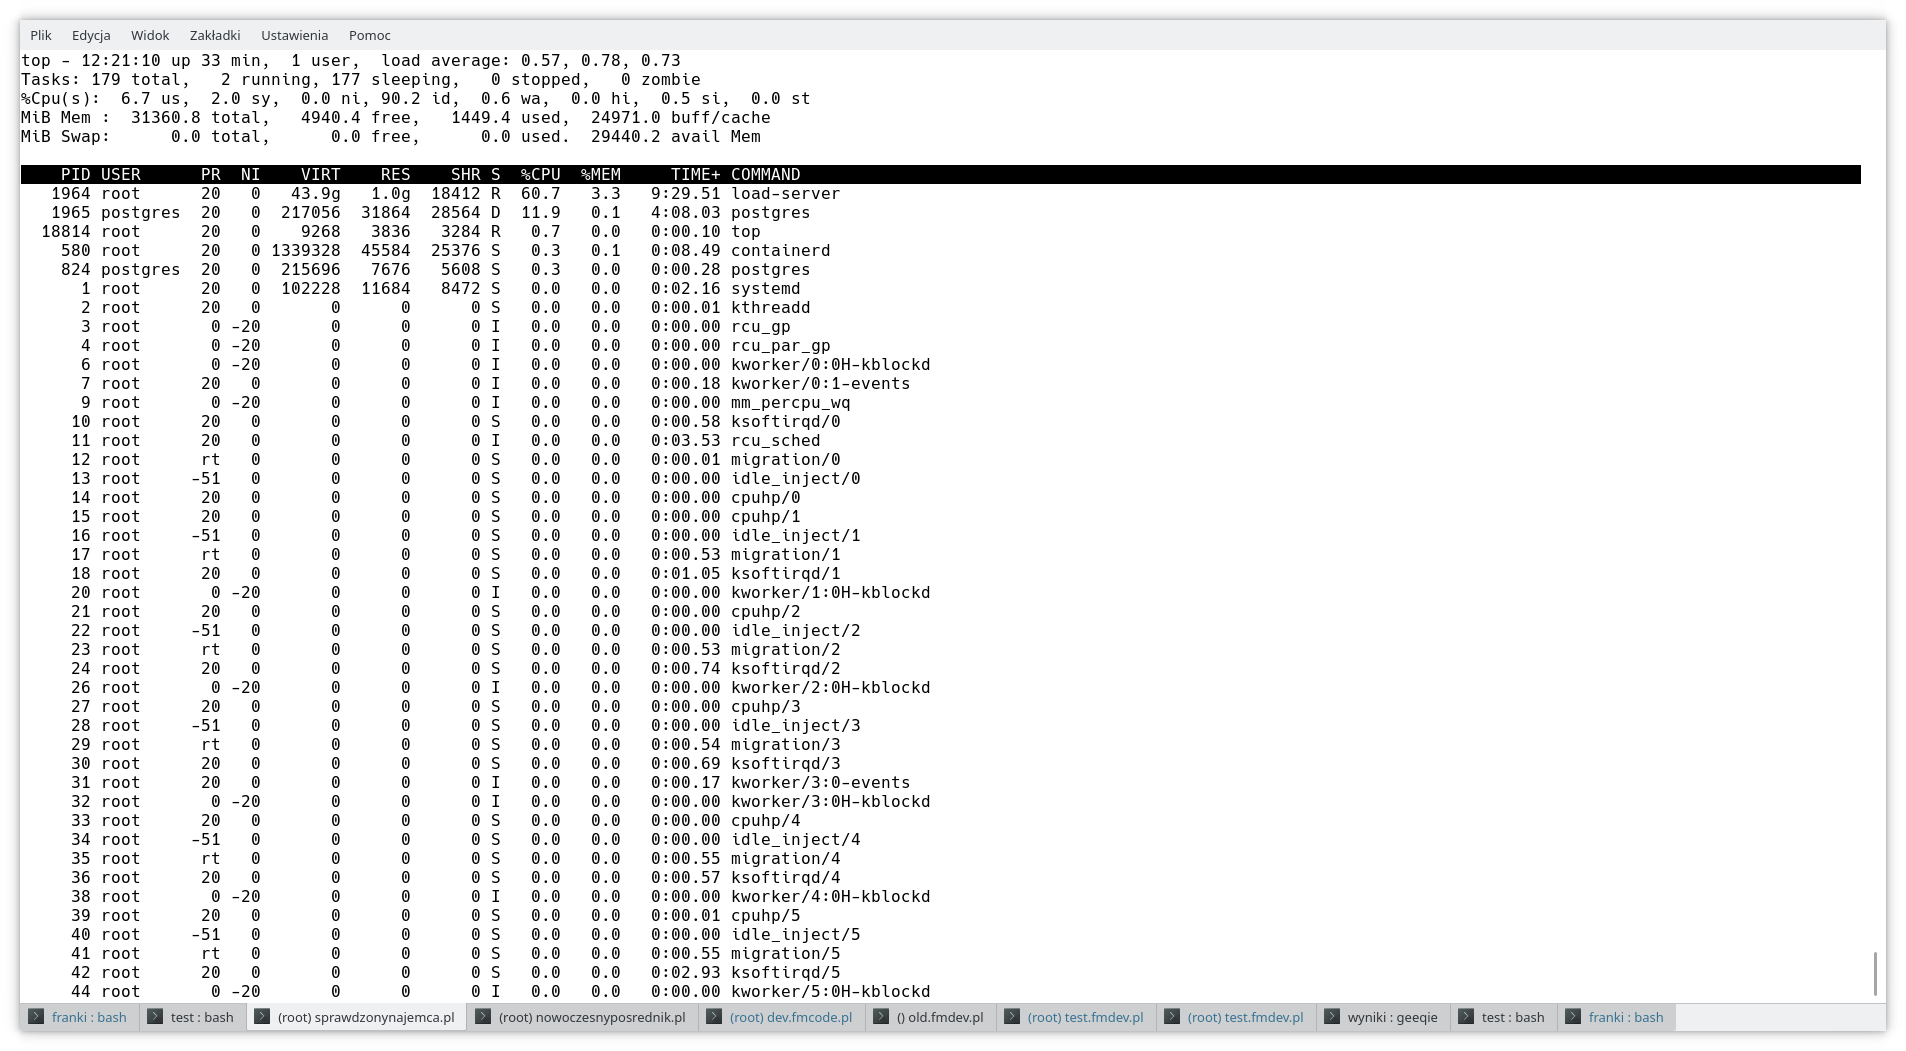 Plik Edycja Widok Zakładki Ustawienia Pomoc
top - 12:21:10 up 33 min,  1 user,  load average: 0.57, 0.78, 0.73
Tasks: 179 total,   2 running, 177 sleeping,   0 stopped,   0 zombie
%Cpu(s):  6.7 us,  2.0 sy,  0.0 ni, 90.2 id,  0.6 wa,  0.0 hi,  0.5 si,  0.0 st
MiB Mem :  31360.8 total,   4940.4 free,   1449.4 used,  24971.0 buff/cache
MiB Swap:      0.0 total,      0.0 free,      0.0 used.  29440.2 avail Mem
PID USER PR NI VIRT RES SHR S %CPU %MEM TIME+ COMMAND
1964 root 20 0 43.9g 1.0g 18412 R 60.7 3.3 9:29.51 load-server
1965 postgres 20 0 217056 31864 28564 D 11.9 0.1 4:08.03 postgres
18814 root 20 0 9268 3836 3284 R 0.7 0.0 0:00.10 top
580 root 20 0 1339328 45584 25376 S 0.3 0.1 0:08.49 containerd
824 postgres 20 0 215696 7676 5608 S 0.3 0.0 0:00.28 postgres
1 root 20 0 102228 11684 8472 S 0.0 0.0 0:02.16 systemd
2 root 20 0 0 0 0 S 0.0 0.0 0:00.01 kthreadd
3 root 0 -20 0 0 0 I 0.0 0.0 0:00.00 rcu_gp
4 root 0 -20 0 0 0 I 0.0 0.0 0:00.00 rcu_par_gp
6 root 0 -20 0 0 0 I 0.0 0.0 0:00.00 kworker/0:0H-kblockd
7 root 20 0 0 0 0 I 0.0 0.0 0:00.18 kworker/0:1-events
9 root 0 -20 0 0 0 I 0.0 0.0 0:00.00 mm_percpu_wq
10 root 20 0 0 0 0 S 0.0 0.0 0:00.58 ksoftirqd/0
11 root 20 0 0 0 0 I 0.0 0.0 0:03.53 rcu_sched
12 root rt 0 0 0 0 S 0.0 0.0 0:00.01 migration/0
13 root -51 0 0 0 0 S 0.0 0.0 0:00.00 idle_inject/0
14 root 20 0 0 0 0 S 0.0 0.0 0:00.00 cpuhp/0
15 root 20 0 0 0 0 S 0.0 0.0 0:00.00 cpuhp/1
16 root -51 0 0 0 0 S 0.0 0.0 0:00.00 idle_inject/1
17 root rt 0 0 0 0 S 0.0 0.0 0:00.53 migration/1
18 root 20 0 0 0 0 S 0.0 0.0 0:01.05 ksoftirqd/1
20 root 0 -20 0 0 0 I 0.0 0.0 0:00.00 kworker/1:0H-kblockd
21 root 20 0 0 0 0 S 0.0 0.0 0:00.00 cpuhp/2
22 root -51 0 0 0 0 S 0.0 0.0 0:00.00 idle_inject/2
23 root rt 0 0 0 0 S 0.0 0.0 0:00.53 migration/2
24 root 20 0 0 0 0 S 0.0 0.0 0:00.74 ksoftirqd/2
26 root 0 -20 0 0 0 I 0.0 0.0 0:00.00 kworker/2:0H-kblockd
27 root 20 0 0 0 0 S 0.0 0.0 0:00.00 cpuhp/3
28 root -51 0 0 0 0 S 0.0 0.0 0:00.00 idle_inject/3
29 root rt 0 0 0 0 S 0.0 0.0 0:00.54 migration/3
30 root 20 0 0 0 0 S 0.0 0.0 0:00.69 ksoftirqd/3
31 root 20 0 0 0 0 I 0.0 0.0 0:00.17 kworker/3:0-events
32 root 0 -20 0 0 0 I 0.0 0.0 0:00.00 kworker/3:0H-kblockd
33 root 20 0 0 0 0 S 0.0 0.0 0:00.00 cpuhp/4
34 root -51 0 0 0 0 S 0.0 0.0 0:00.00 idle_inject/4
35 root rt 0 0 0 0 S 0.0 0.0 0:00.55 migration/4
36 root 20 0 0 0 0 S 0.0 0.0 0:00.57 ksoftirqd/4
38 root 0 -20 0 0 0 I 0.0 0.0 0:00.00 kworker/4:0H-kblockd
39 root 20 0 0 0 0 S 0.0 0.0 0:00.01 cpuhp/5
40 root -51 0 0 0 0 S 0.0 0.0 0:00.00 idle_inject/5
41 root rt 0 0 0 0 S 0.0 0.0 0:00.55 migration/5
42 root 20 0 0 0 0 S 0.0 0.0 0:02.93 ksoftirqd/5
44 root 0 -20 0 0 0 I 0.0 0.0 0:00.00 kworker/5:0H-kblockd
franki : bash test : bash (root) sprawdzonynajemca.pl (root) nowoczesnyposrednik.pl (root) dev.fmcode.pl () old.fmdev.pl (root) test.fmdev.pl (root) test.fmdev.pl wyniki : geeqie test : bash franki : bash